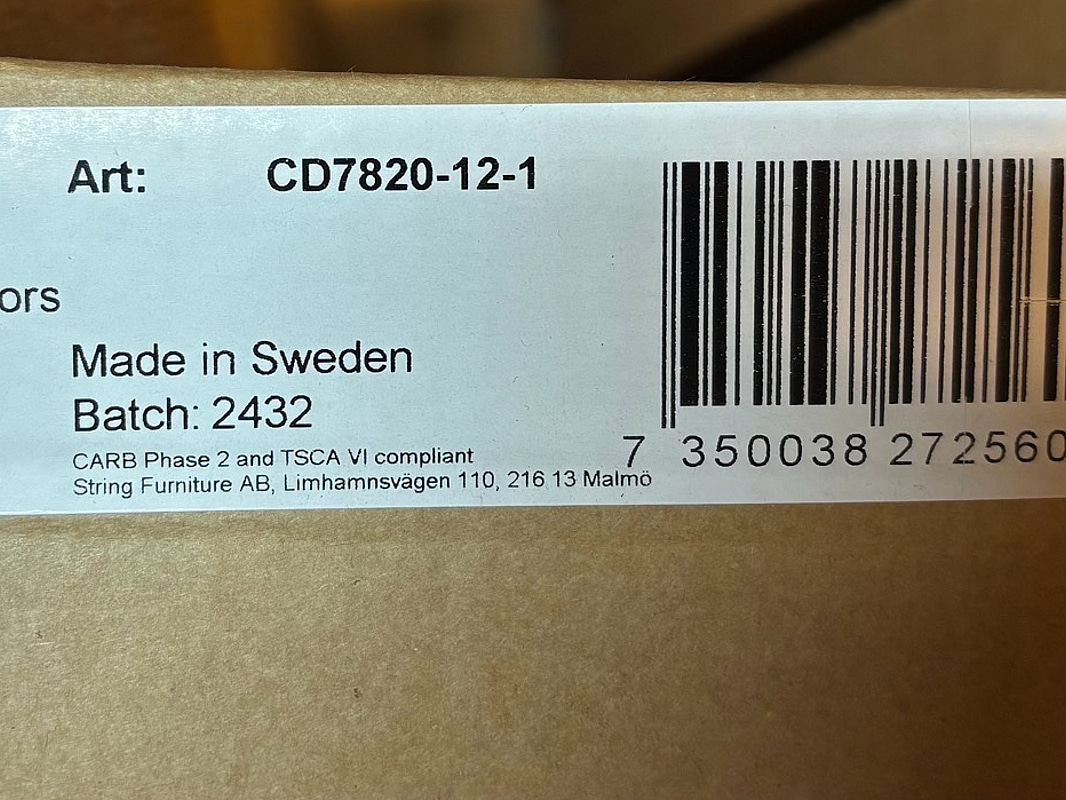 Art: CD7820-12-1
ors
Made in Sweden
Batch: 2432
CARB Phase 2 and TSCA VI compliant
String Furniture AB, Limhamnsvägen 110, 216 13 Malmö
7 350038 272560